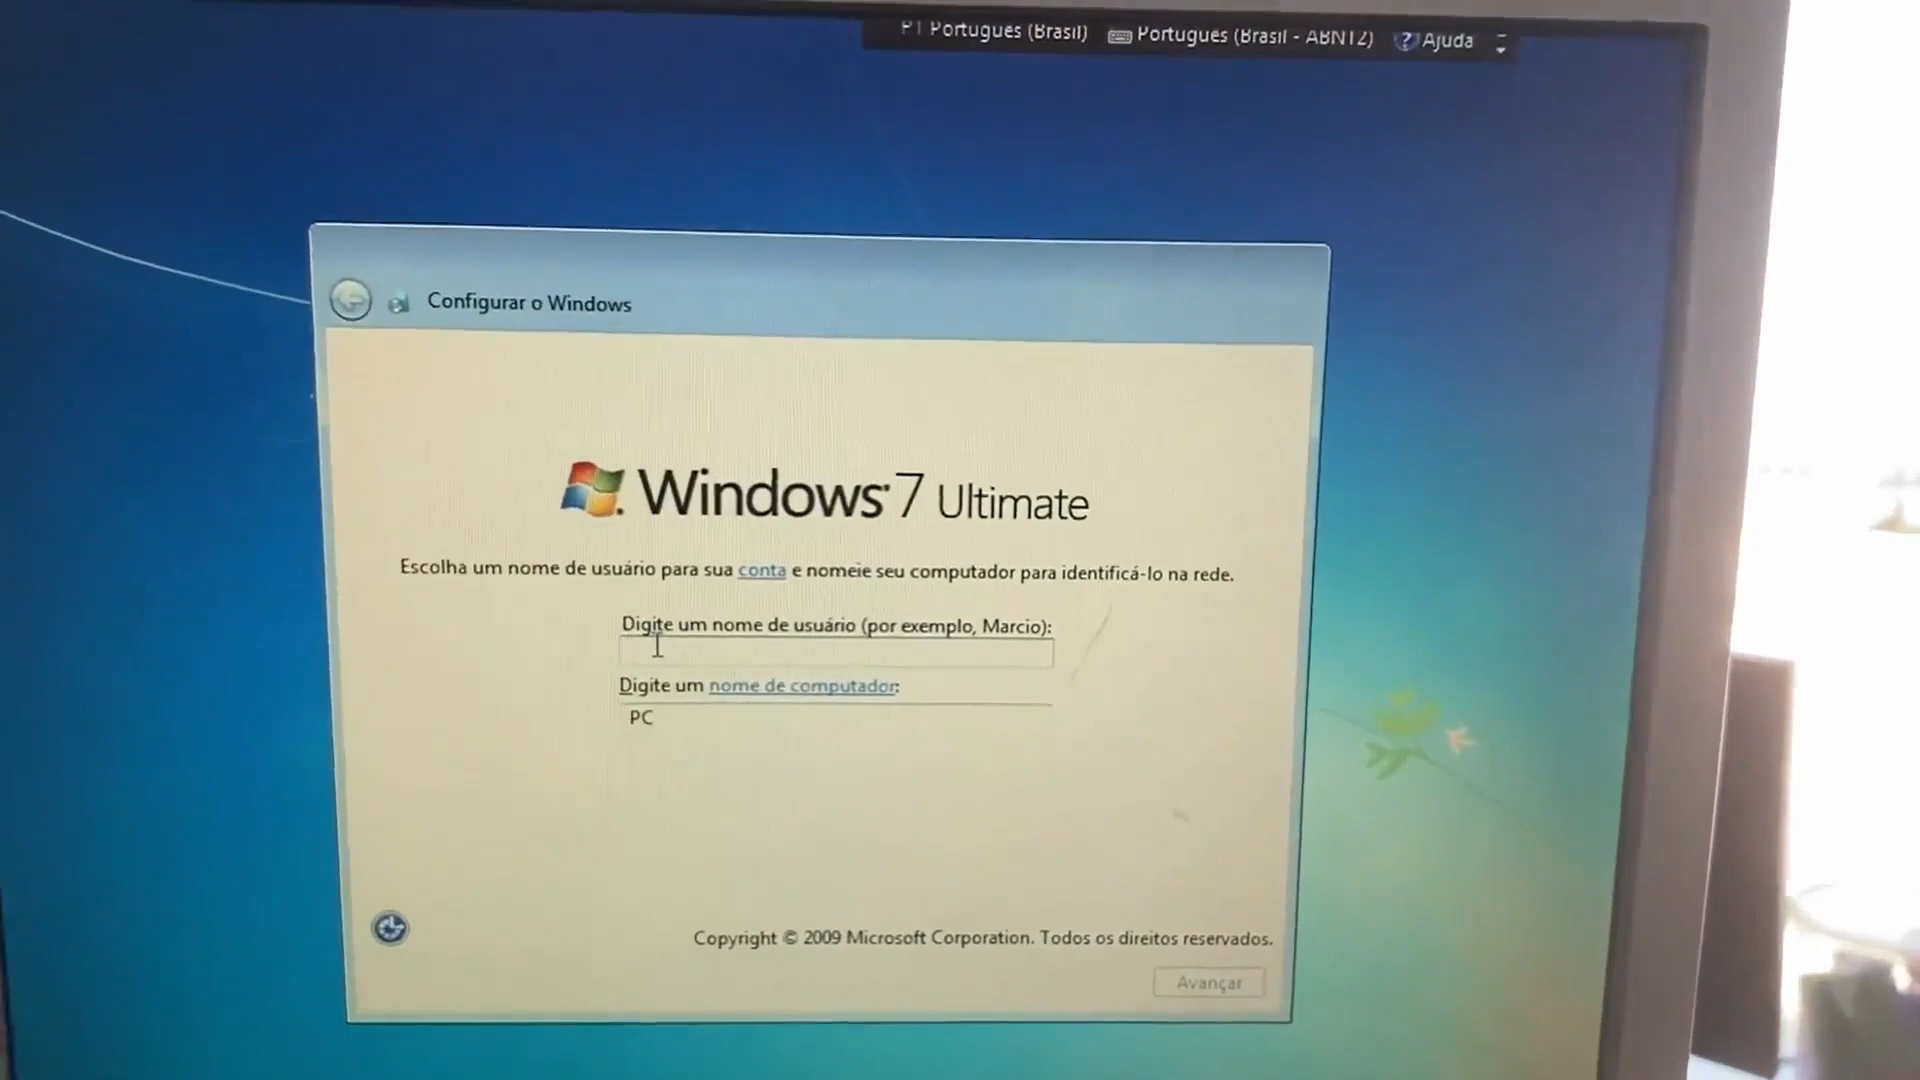 PT Português (Brasil) Português (Brasil - ABNT2) Ajuda
Configurar o Windows
Windows 7 Ultimate
Escolha um nome de usuário para sua conta e nomeie seu computador para identificá-lo na rede.
Digite um nome de usuário (por exemplo, Marcio):
Digite um nome de computador:
PC
Copyright © 2009 Microsoft Corporation. Todos os direitos reservados.
Avançar